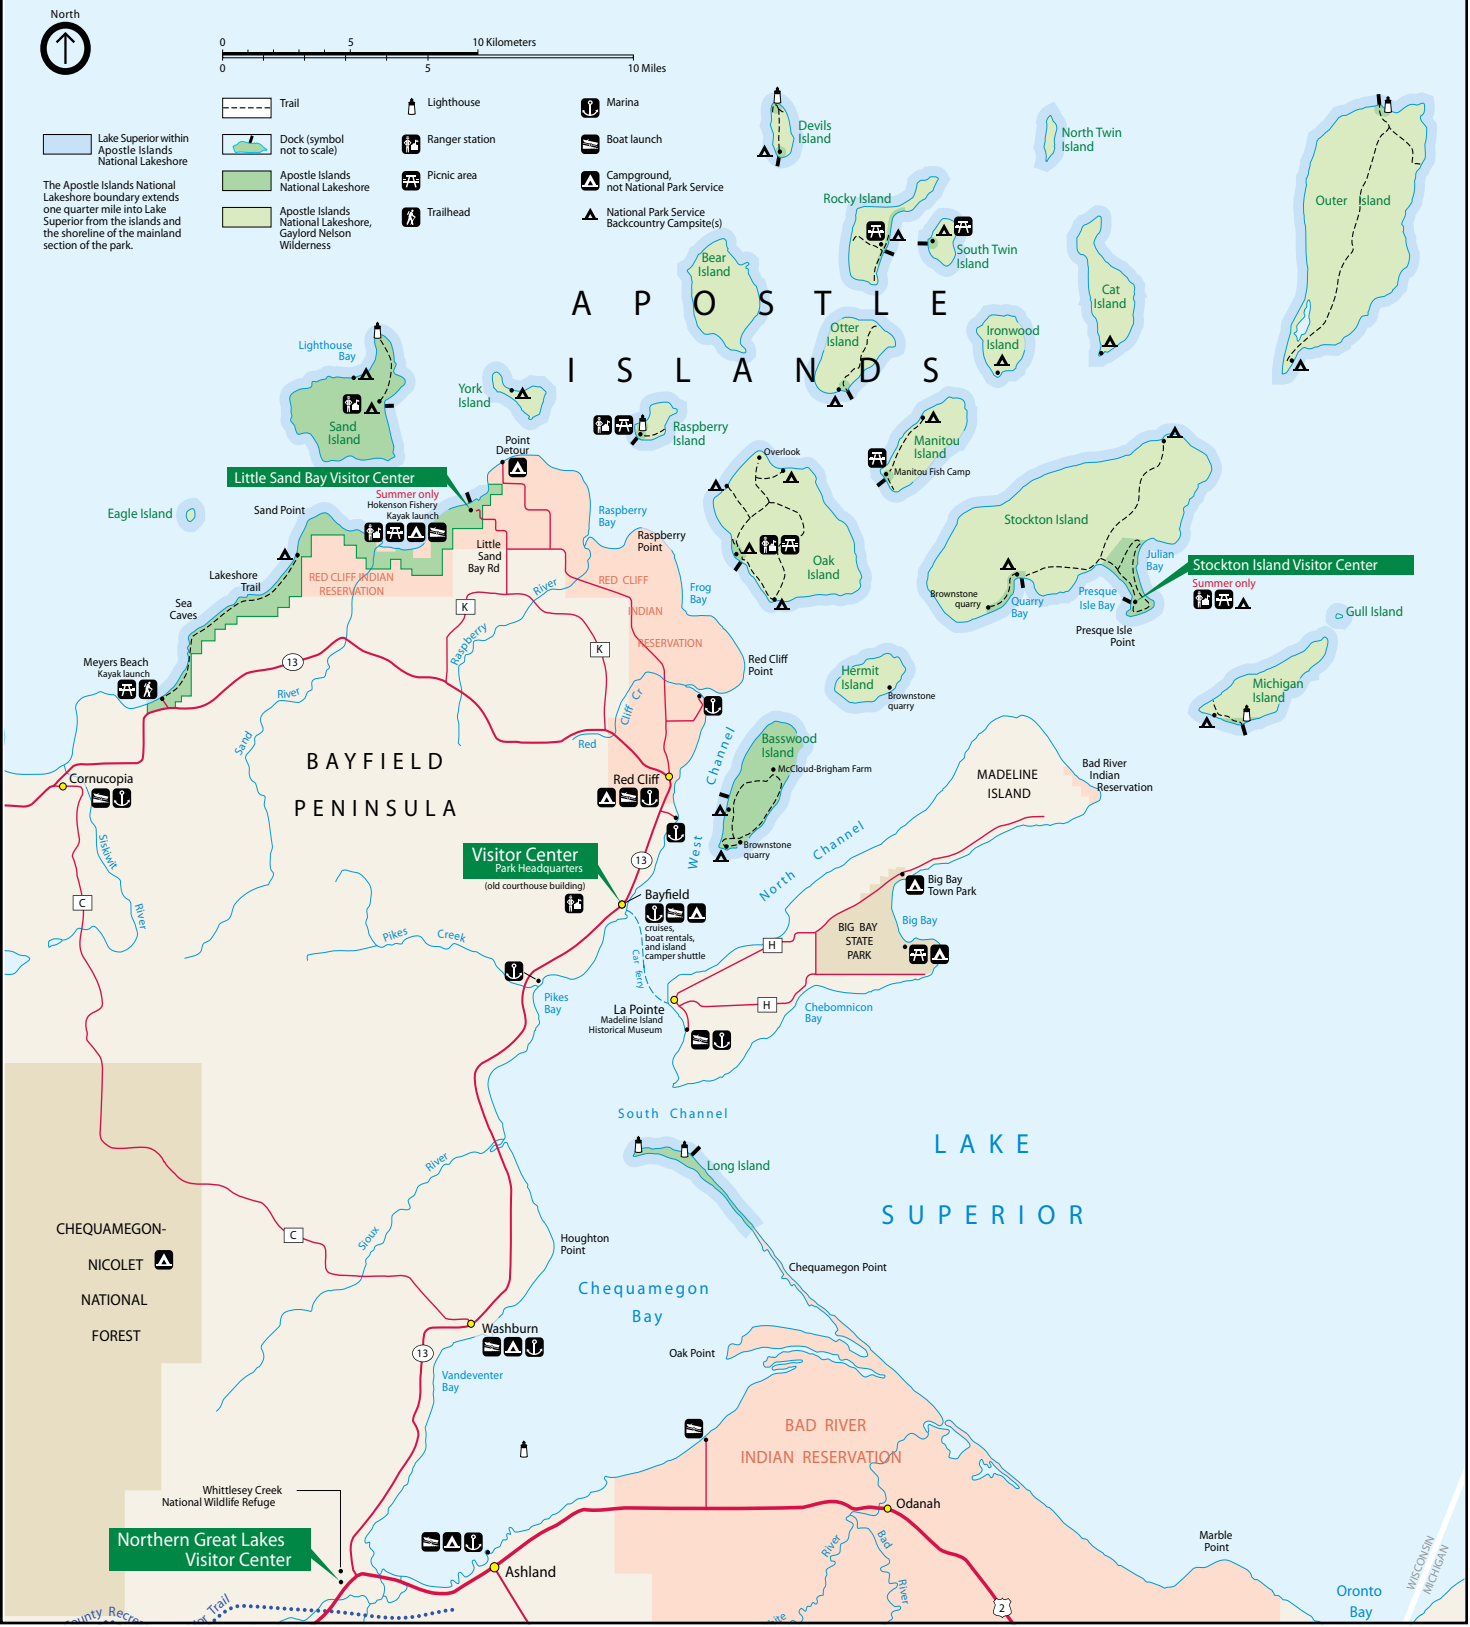 North
0 5 10 Kilometers
0 5 10 Miles
Trail
Lighthouse
Marina
Lake Superior within
Apostle Islands
National Lakeshore
Dock (symbol
not to scale)
Ranger station
Boat launch
The Apostle Islands National
Lakeshore boundary extends
one quarter mile into Lake
Superior from the islands and
the shoreline of the mainland
section of the park.
Apostle Islands
National Lakeshore
Picnic area
Campground,
not National Park Service
Apostle Islands
National Lakeshore,
Gaylord Nelson
Wilderness
Trailhead
National Park Service
Backcountry Campsite(s)
Devils
Island
North Twin
Island
Outer Island
Rocky Island
South Twin
Island
Bear
Island
Cat
Island
APOSTLE
ISLANDS
Otter
Island
Ironwood
Island
Lighthouse
Bay
Sand
Island
York
Island
Raspberry
Island
Manitou
Island
Manitou Fish Camp
Point
Detour
Overlook
Little Sand Bay Visitor Center
Summer only
Hokenson Fishery
Kayak launch
Eagle Island
Sand Point
Raspberry
Bay
Raspberry
Point
Stockton Island
Oak
Island
Little
Sand
Bay Rd
Julian
Bay
Stockton Island Visitor Center
Summer only
Lakeshore
Trail
RED CLIFF INDIAN
RESERVATION
River
Raspberry
RED CLIFF
INDIAN
RESERVATION
Frog
Bay
Brownstone
quarry
Quarry
Bay
Presque
Isle Bay
Presque Isle
Point
Gull Island
Sea
Caves
K
K
13
Meyers Beach
Kayak launch
Red Cliff
Point
Hermit
Island
Brownstone
quarry
Michigan
Island
River
Sand
Cliff Cr
Red
Basswood
Island
McCloud-Brigham Farm
Brownstone
quarry
BAYFIELD
PENINSULA
Cornucopia
Red Cliff
Channel
West
MADELINE
ISLAND
Bad River
Indian
Reservation
Siskiwit
River
C
Visitor Center
Park Headquarters
(old courthouse building)
13
Bayfield
cruises,
boat rentals,
and island
camper shuttle
Car ferry
North Channel
Big Bay
Town Park
Big Bay
BIG BAY
STATE
PARK
H
H
Pikes Creek
Pikes
Bay
La Pointe
Madeline Island
Historical Museum
Chebomnicon
Bay
South Channel
Long Island
LAKE
SUPERIOR
River
Sioux
C
CHEQUAMEGON-
NICOLET
NATIONAL
FOREST
Houghton
Point
Chequamegon Point
Chequamegon
Bay
Washburn
13
Vandeventer
Bay
Oak Point
BAD RIVER
INDIAN RESERVATION
Whittlesey Creek
National Wildlife Refuge
Northern Great Lakes
Visitor Center
Ashland
Odanah
River
Bad
River
2
Marble
Point
WISCONSIN
MICHIGAN
Oronto
Bay
Trail